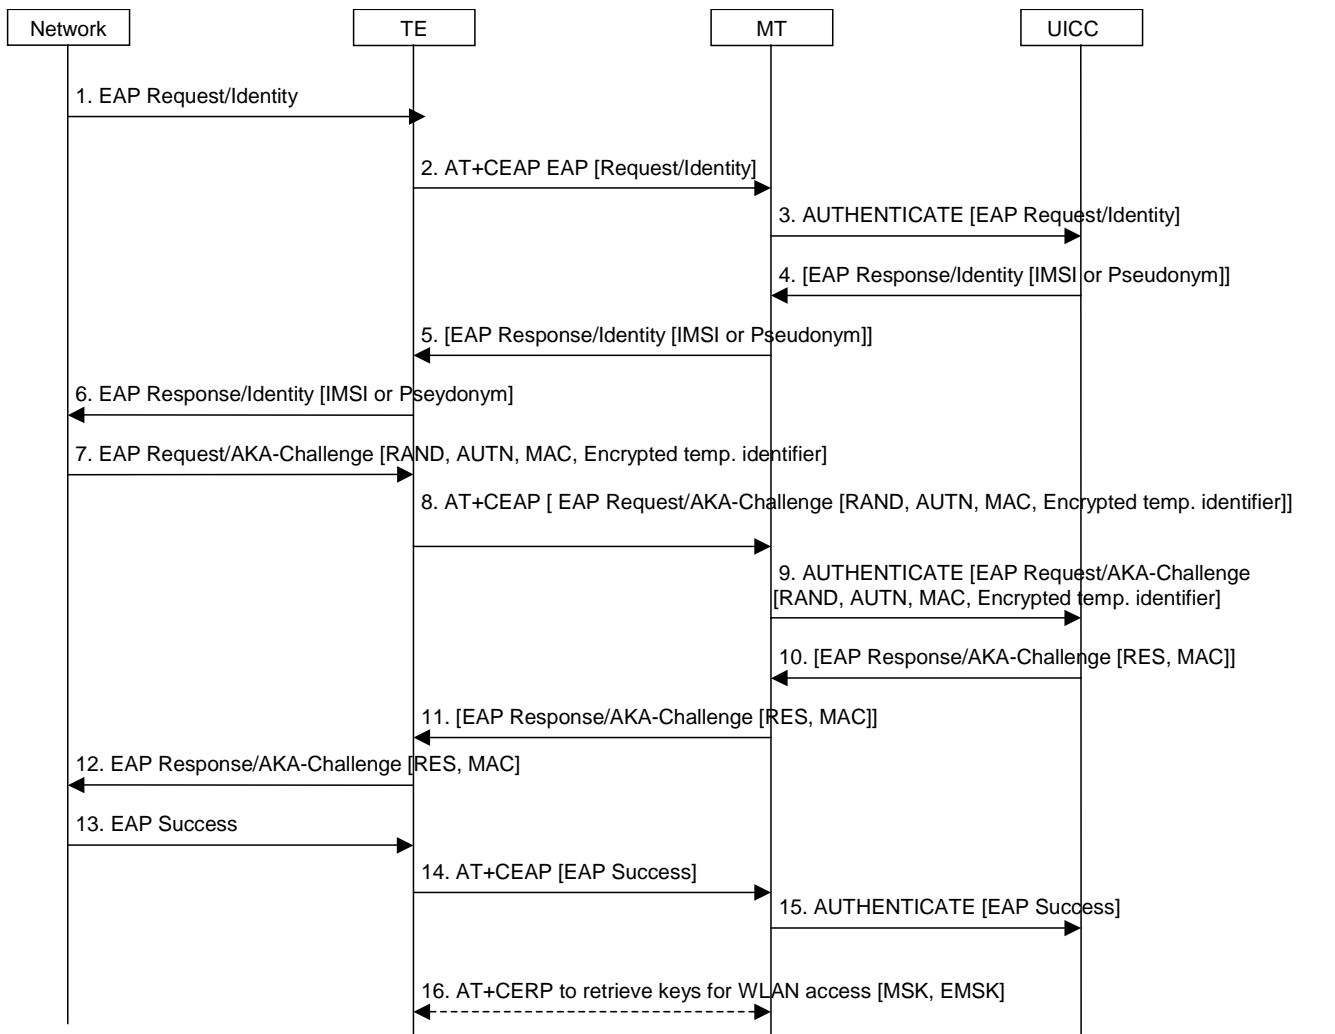 Network
TE
MT
UICC
1. EAP Request/Identity
2. AT+CEAP EAP [Request/Identity]
3. AUTHENTICATE [EAP Request/Identity]
4. [EAP Response/Identity [IMSI or Pseudonym]]
5. [EAP Response/Identity [IMSI or Pseudonym]]
6. EAP Response/Identity [IMSI or Pseydonym]
7. EAP Request/AKA-Challenge [RAND, AUTN, MAC, Encrypted temp. identifier]
8. AT+CEAP [ EAP Request/AKA-Challenge [RAND, AUTN, MAC, Encrypted temp. identifier]]
9. AUTHENTICATE [EAP Request/AKA-Challenge
[RAND, AUTN, MAC, Encrypted temp. identifier]
10. [EAP Response/AKA-Challenge [RES, MAC]]
11. [EAP Response/AKA-Challenge [RES, MAC]]
12. EAP Response/AKA-Challenge [RES, MAC]
13. EAP Success
14. AT+CEAP [EAP Success]
15. AUTHENTICATE [EAP Success]
16. AT+CERP to retrieve keys for WLAN access [MSK, EMSK]